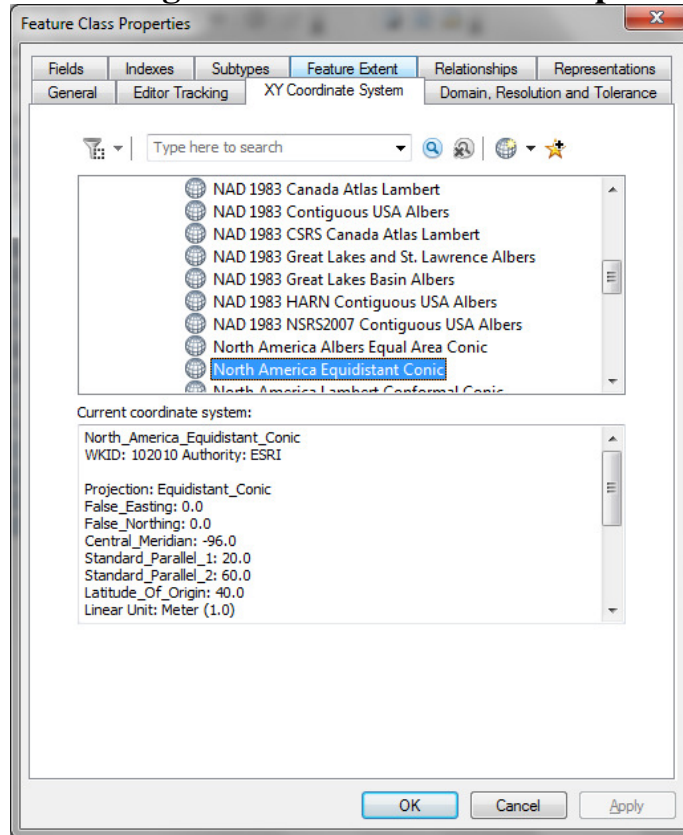 Feature Class Properties
Fields Indexes Subtypes Feature Extent Relationships Representations
General Editor Tracking XY Coordinate System Domain, Resolution and Tolerance
Type here to search
NAD 1983 Canada Atlas Lambert
NAD 1983 Contiguous USA Albers
NAD 1983 CSRS Canada Atlas Lambert
NAD 1983 Great Lakes and St. Lawrence Albers
NAD 1983 Great Lakes Basin Albers
NAD 1983 HARN Contiguous USA Albers
NAD 1983 NSRS2007 Contiguous USA Albers
North America Albers Equal Area Conic
North America Equidistant Conic
North America Lambert Conformal Conic
Current coordinate system:
North_America_Equidistant_Conic
WKID: 102010 Authority: ESRI
Projection: Equidistant_Conic
False_Easting: 0.0
False_Northing: 0.0
Central_Meridian: -96.0
Standard_Parallel_1: 20.0
Standard_Parallel_2: 60.0
Latitude_Of_Origin: 40.0
Linear Unit: Meter (1.0)
OK Cancel Apply